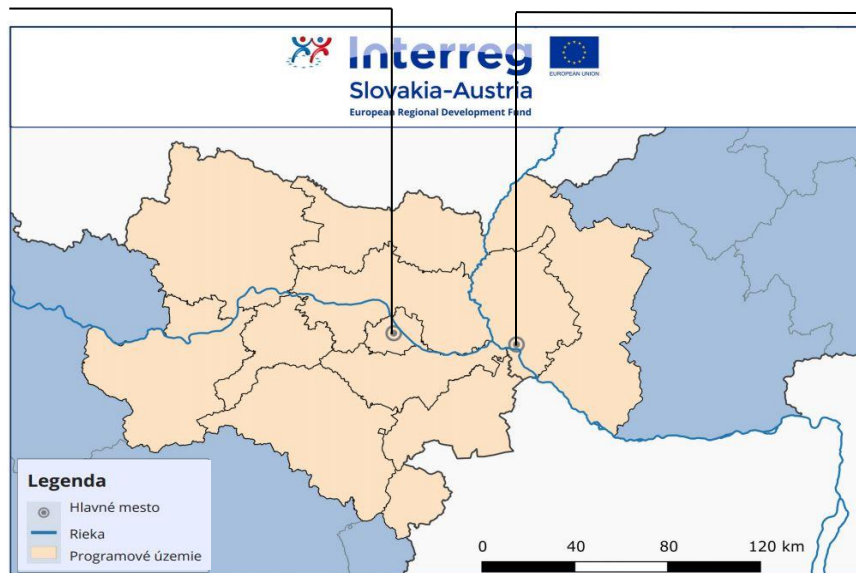 Interreg
EUROPEAN UNION
Slovakia-Austria
European Regional Development Fund
Legenda
Hlavné mesto
Rieka
Programové územie
0 40 80 120 km